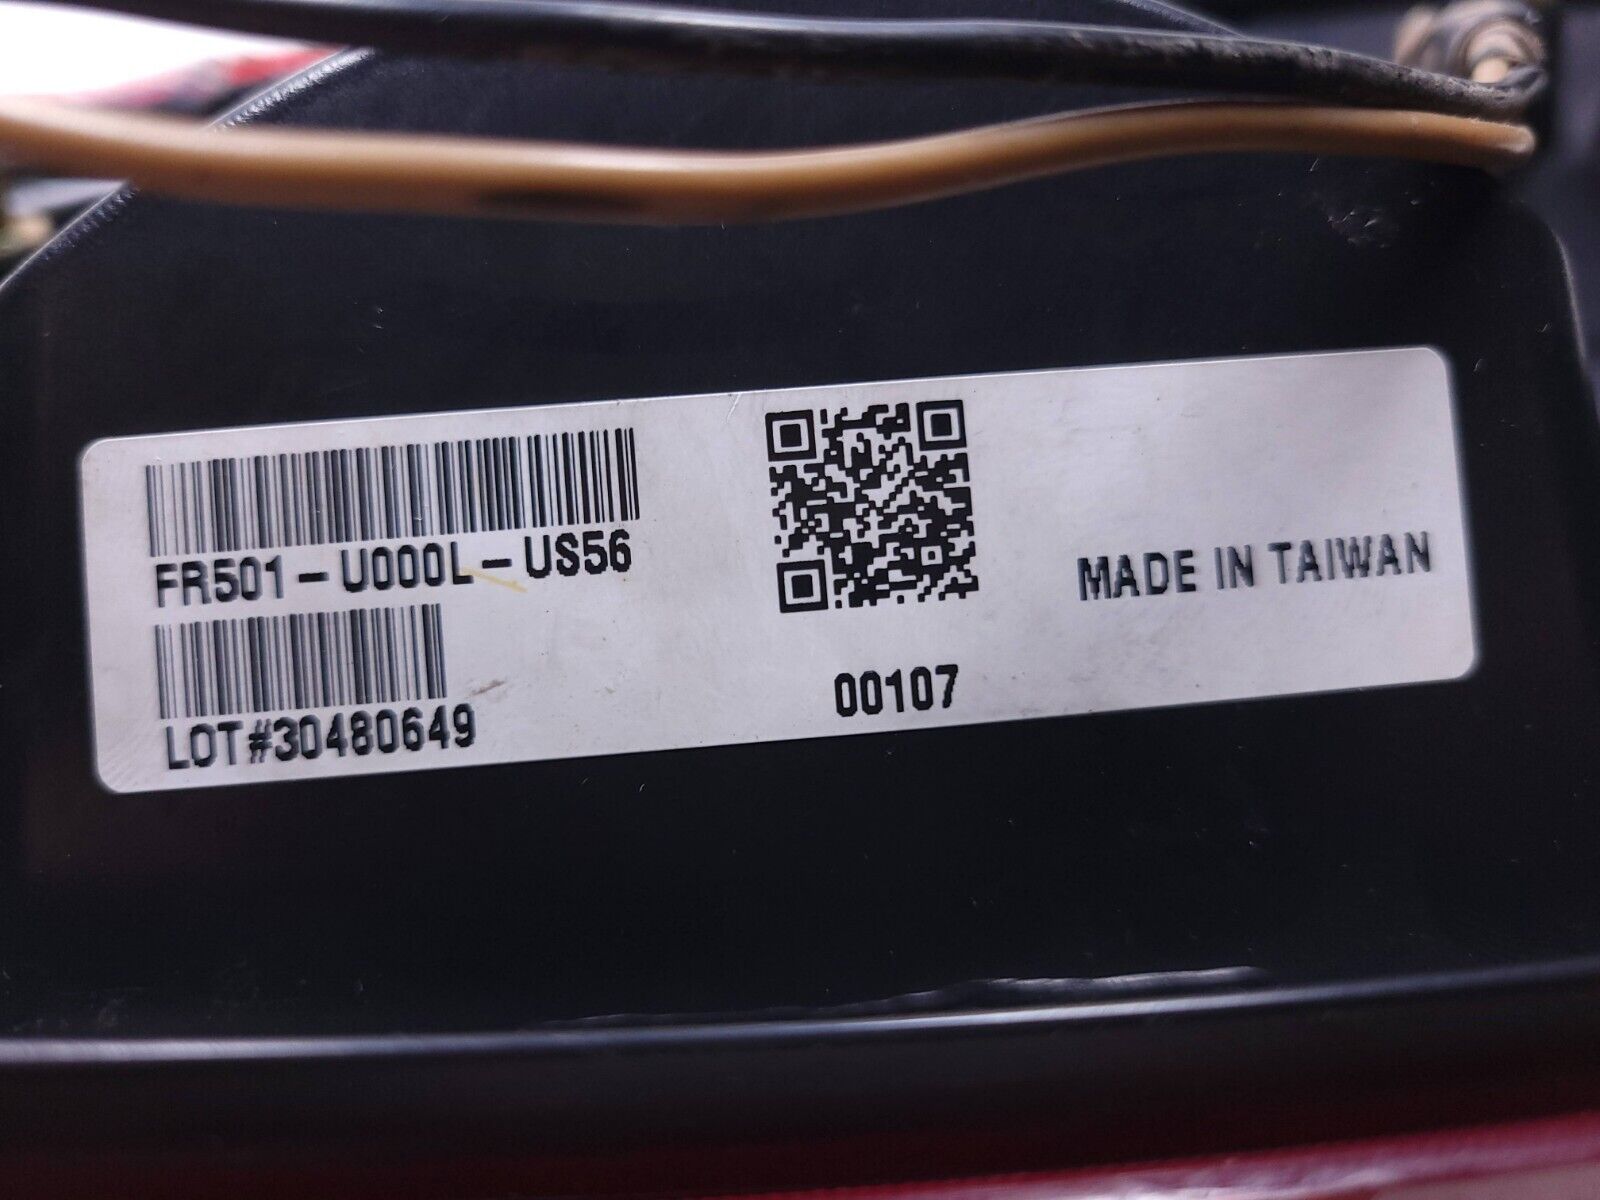 FR501-U000L-US56
LOT#30480649
00107
MADE IN TAIWAN